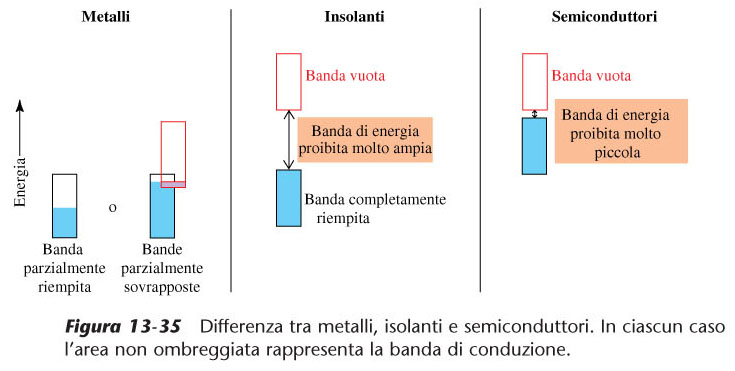 Metalli
Energia
o
Banda
parzialmente
riempita
Bande
parzialmente
sovrapposte
Insolanti
Banda vuota
Banda di energia
proibita molto ampia
Banda completamente
riempita
Semiconduttori
Banda vuota
Banda di energia
proibita molto
piccola
Figura 13-35 Differenza tra metalli, isolanti e semiconduttori. In ciascun caso
l'area non ombreggiata rappresenta la banda di conduzione.